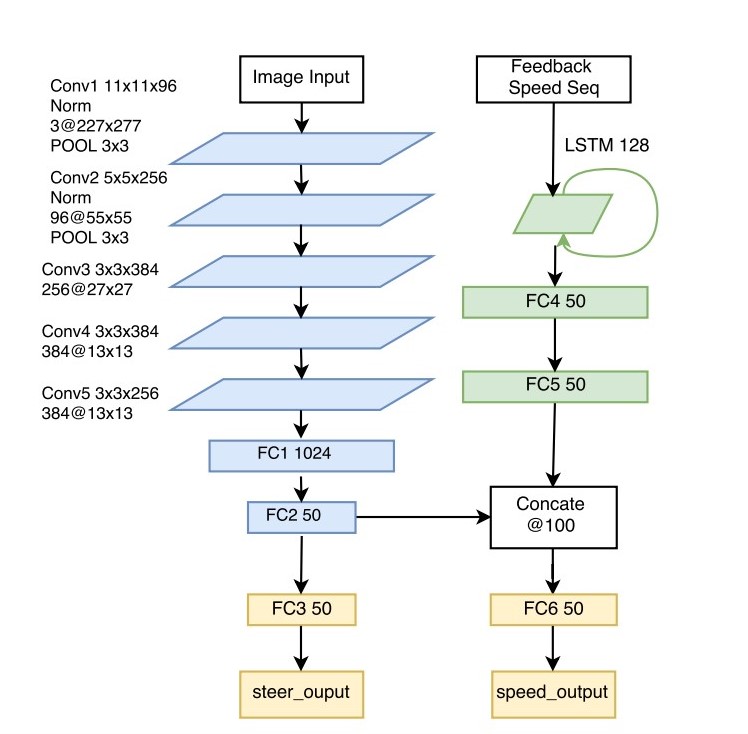 Image Input
Feedback
Speed Seq
Conv1 11x11x96
Norm
3@227x277
POOL 3x3
LSTM 128
Conv2 5x5x256
Norm
96@55x55
POOL 3x3
Conv3 3x3x384
256@27x27
FC4 50
Conv4 3x3x384
384@13x13
FC5 50
Conv5 3x3x256
384@13x13
FC1 1024
FC2 50
Concate
@100
FC3 50
FC6 50
steer_ouput
speed_output